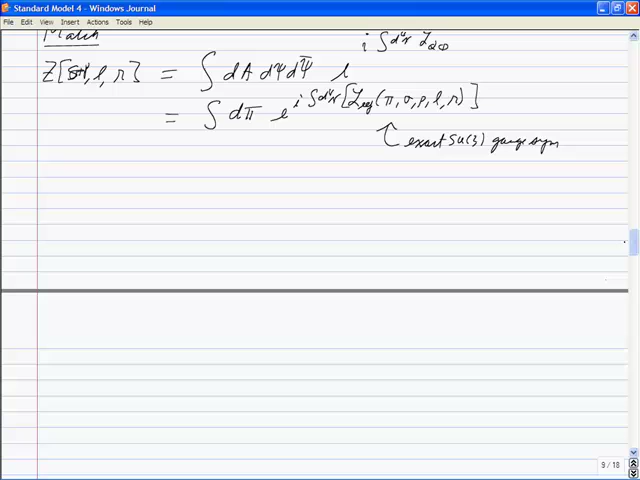 Standard Model 4 - Windows Journal
File Edit View Insert Actions Tools Help
Match
i ∫ d⁴x ℒ_QCD
Z[s, p, l, r] = ∫ dA dΨ dΨ̄ e
= ∫ dπ e^{i ∫ d⁴x [ℒ_eff (π, σ, p, l, r)]}
exact SU(3) gauge sym
9 / 18